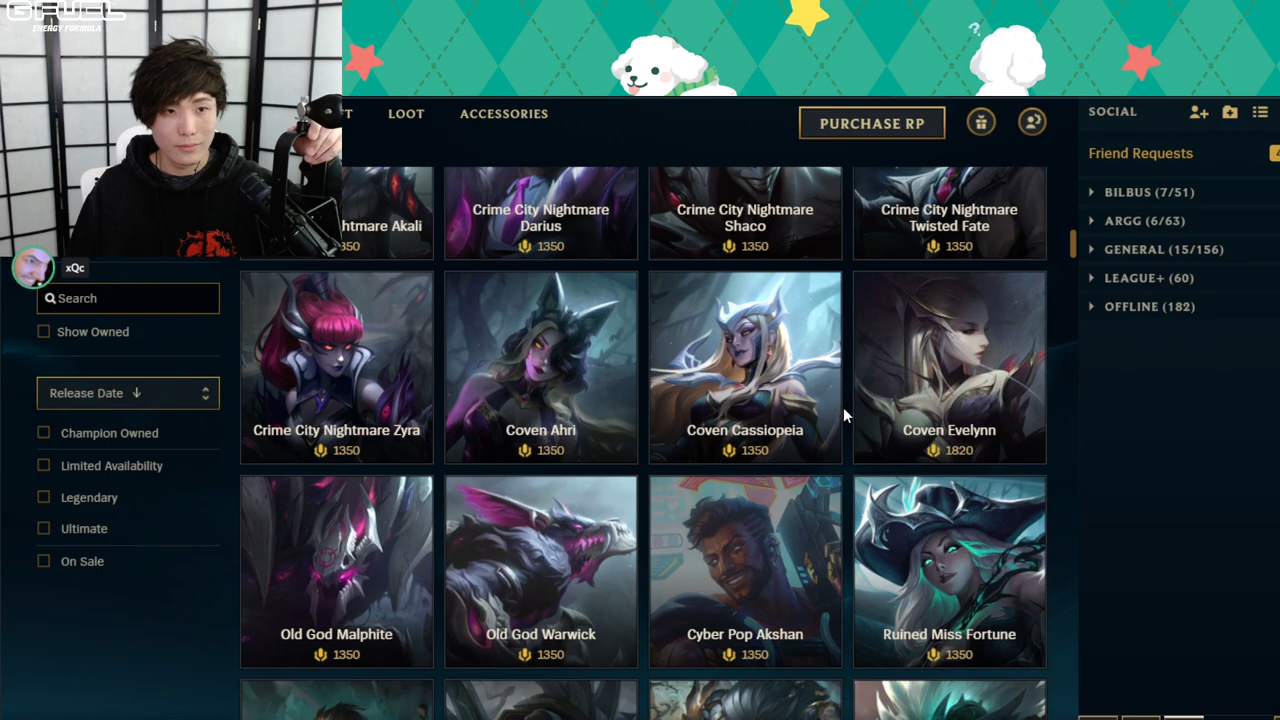 G FUEL
ENERGY FORMULA
T
LOOT
ACCESSORIES
PURCHASE RP
SOCIAL
?
Friend Requests
BILBUS (7/51)
ARGG (6/63)
GENERAL (15/156)
LEAGUE+ (60)
OFFLINE (182)
xQc
Search
Show Owned
Release Date
Champion Owned
Limited Availability
Legendary
Ultimate
On Sale
htmare Akali
350
Crime City Nightmare
Darius
1350
Crime City Nightmare
Shaco
1350
Crime City Nightmare
Twisted Fate
1350
Crime City Nightmare Zyra
1350
Coven Ahri
1350
Coven Cassiopeia
1350
Coven Evelynn
1820
Old God Malphite
1350
Old God Warwick
1350
Cyber Pop Akshan
1350
Ruined Miss Fortune
1350